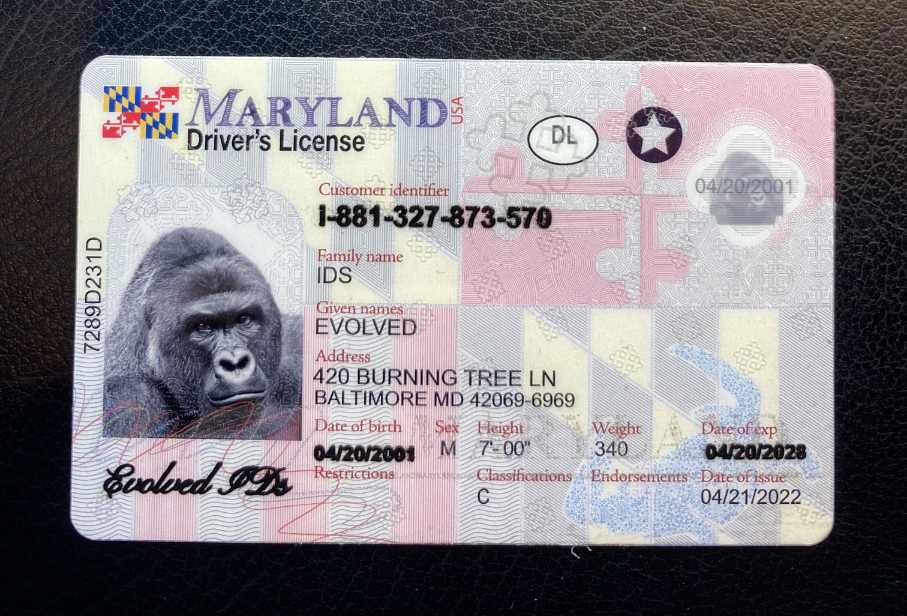 MARYLAND USA
Driver's License
DL
04/20/2001
Customer identifier
I-881-327-873-570
Family name
IDS
Given names
EVOLVED
Address
420 BURNING TREE LN
BALTIMORE MD 42069-6969
Date of birth Sex Height Weight Date of exp
04/20/2001 M 7'-00" 340 04/20/2028
Restrictions Classifications Endorsements Date of issue
C 04/21/2022
7289D231D
Evolved IDs
MD